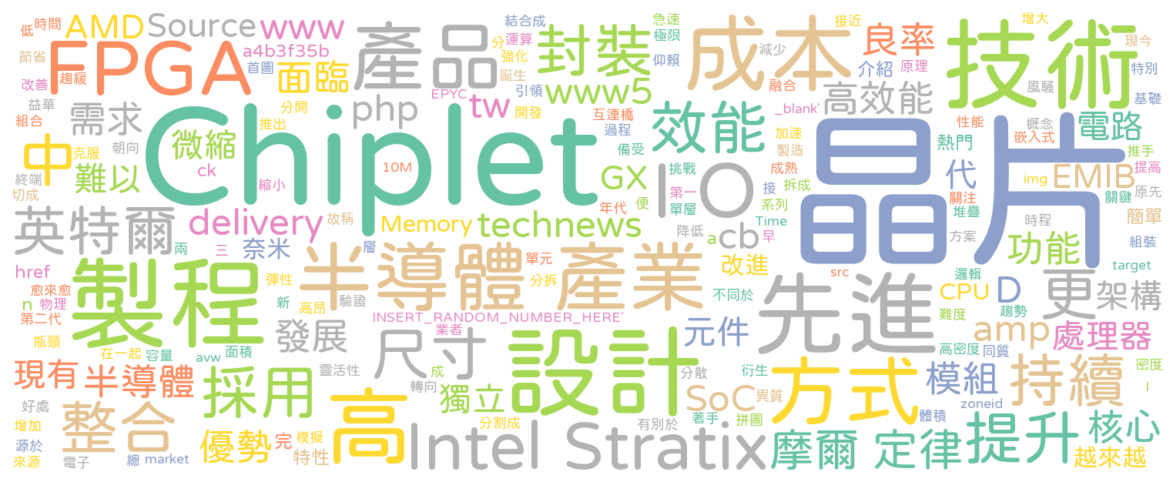 低 時間 AMD Source www 產品 結合成 分 運算 急速 極限 封裝 成本 良率 接近 增大 現今 技術
節省 趨緩 FPGA a4b3f35b 首圖 面臨 強化 誕生 仰賴 減少 介紹 原理 特別
改善 益華 組合 需求 分開 推出 php tw EPYC 引領 開發 www5 互連橋 過程 效能 融合 _blank' 高效能 風騷 基礎
中 克服 朝向 微縮 Chiplet 備受 加速 製造 性能 熱門 概念 嵌入式 電路 推手
終端 切成 難以 ck 縮小 10M GX 便 挑戰 第一 單層 IO 成熟 拆成 接 系列 代 關注 堆疊 img EMIB 提高 關鍵 原先 晶片
英特爾 兩 delivery 三 故稱 Memory 層 technews 年代 降低 a cb Time 早 方案 時程 簡單 組裝
href 愈來愈 奈米 彈性 半導體 產業 單元 分拆 改進 不同於 src 邏輯 功能 target
n 物理 第二代 製程 新 高昂 驗證 INSERT_RANDOM_NUMBER_HERE' 業者 元件 先進 CPU D 趨勢 難度 更 架構
瓶頸 在一起 容量 avw 面積 發展 尺寸 設計 高密度 同質 amp 處理器
現有 半導體 採用 靈活性 成 轉向 獨立 分散 衍生 方式 模組 zoneid 持續 密度 I
好處 增加 整合 優勢 完 模擬 高 分割成 有別於 SoC 異質 著手 拼圖 體積 核心
源於 來源 電子 總 market 特性 Intel Stratix 摩爾 定律 提升 越來越